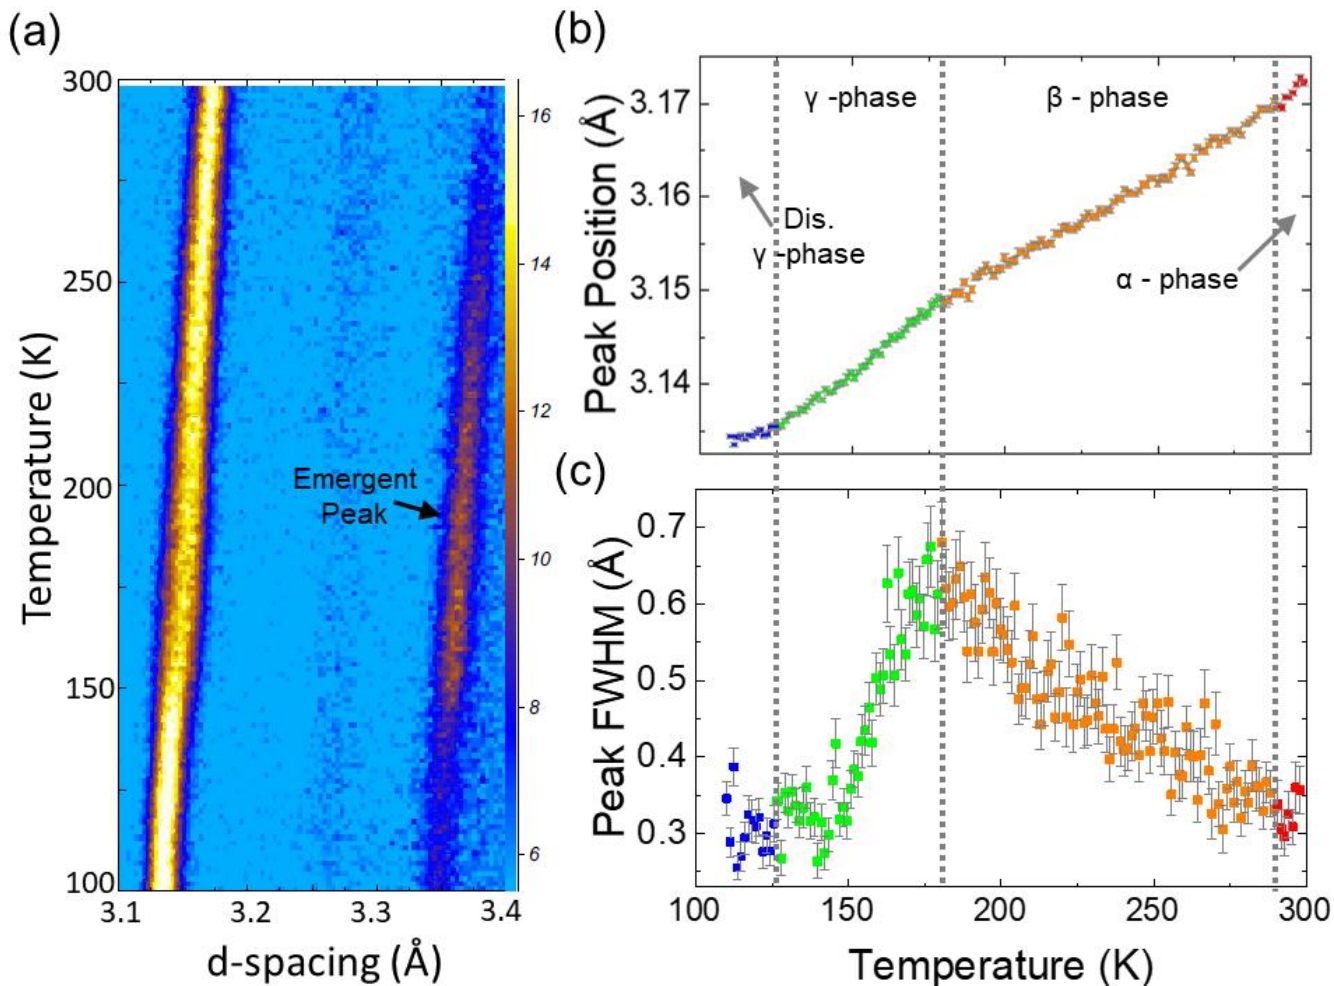 (a)
300
250
200
150
100
3.1
3.2
3.3
3.4
Temperature (K)
d-spacing (Å)
Emergent
Peak
16
14
12
10
8
6
(b)
3.17
3.16
3.15
3.14
Peak Position (Å)
γ -phase
β - phase
Dis.
γ -phase
α - phase
(c)
0.7
0.6
0.5
0.4
0.3
Peak FWHM (Å)
100
150
200
250
300
Temperature (K)